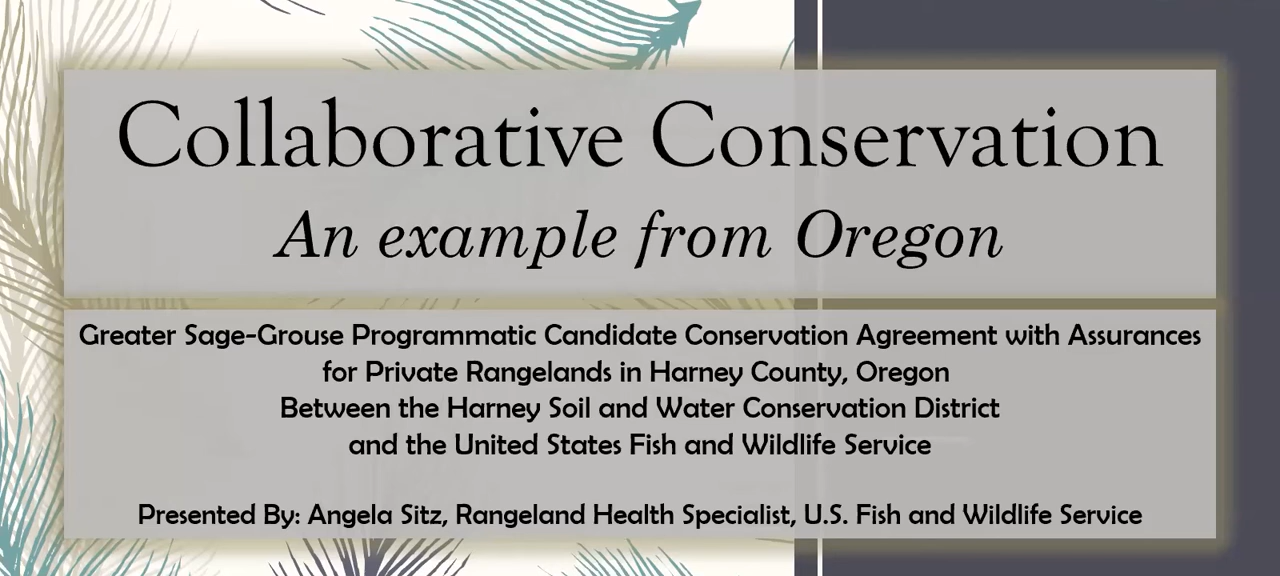 Collaborative Conservation
An example from Oregon
Greater Sage-Grouse Programmatic Candidate Conservation Agreement with Assurances
for Private Rangelands in Harney County, Oregon
Between the Harney Soil and Water Conservation District
and the United States Fish and Wildlife Service
Presented By: Angela Sitz, Rangeland Health Specialist, U.S. Fish and Wildlife Service